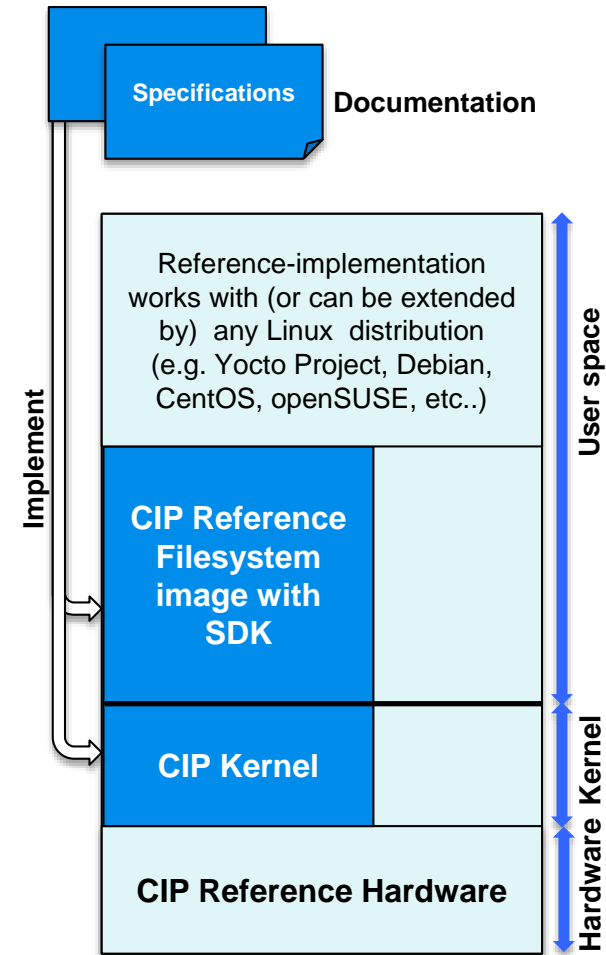 Specifications
Documentation
Reference-implementation
works with (or can be extended
by) any Linux distribution
(e.g. Yocto Project, Debian,
CentOS, openSUSE, etc..)
User space
Implement
CIP Reference
Filesystem
image with
SDK
CIP Kernel
Kernel
CIP Reference Hardware
Hardware